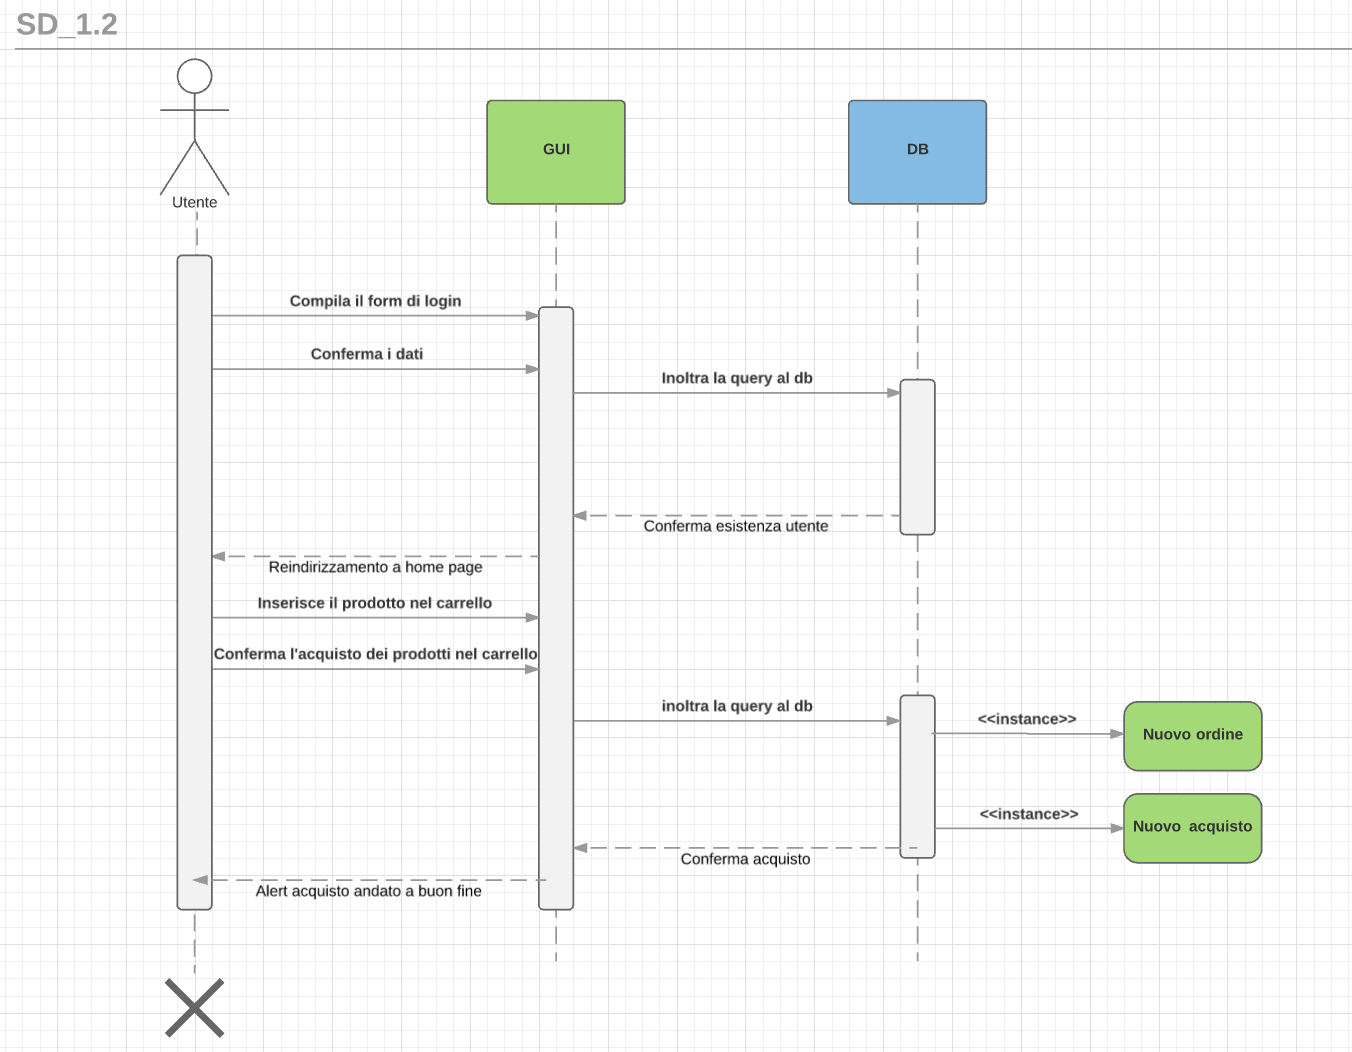 SD_1.2
GUI
DB
Utente
Compila il form di login
Conferma i dati
Inoltra la query al db
Conferma esistenza utente
Reindirizzamento a home page
Inserisce il prodotto nel carrello
Conferma l'acquisto dei prodotti nel carrello
inoltra la query al db
<<instance>>
Nuovo ordine
<<instance>>
Nuovo acquisto
Conferma acquisto
Alert acquisto andato a buon fine